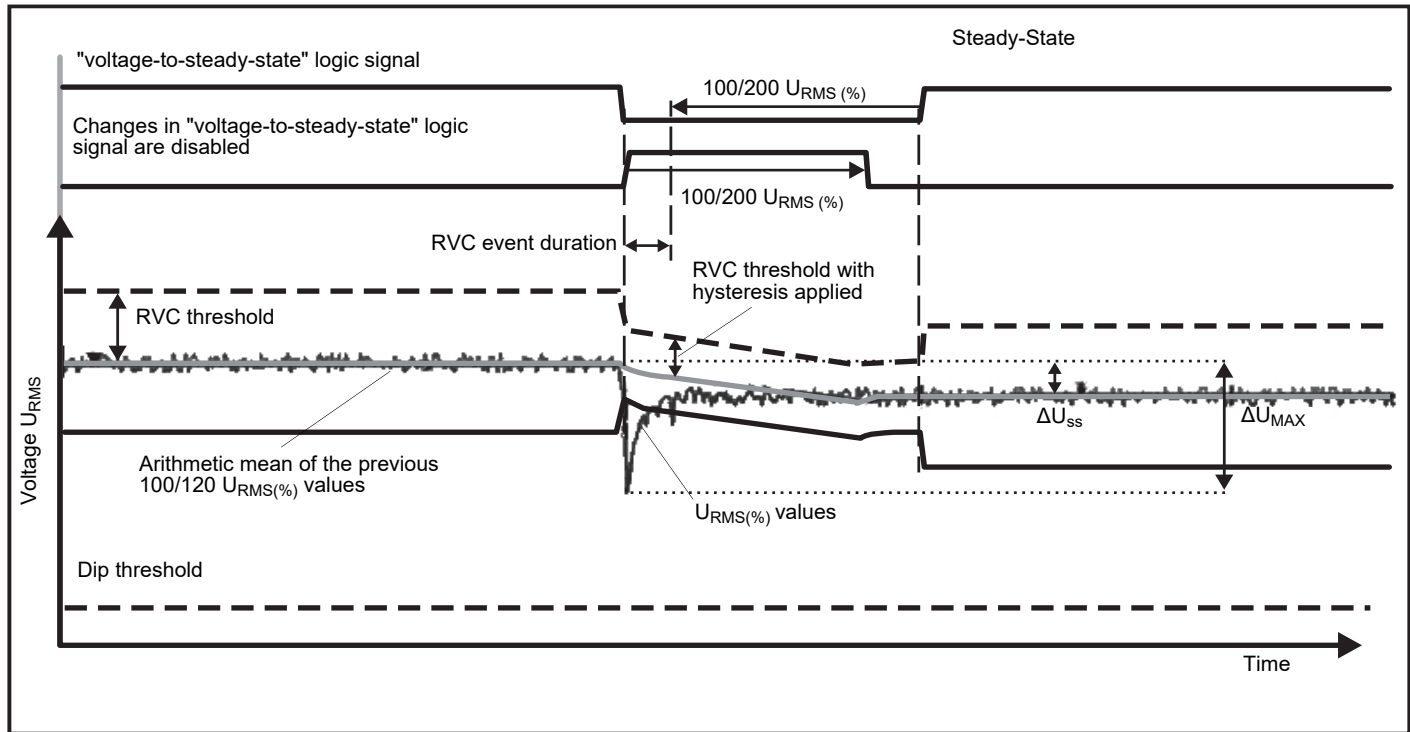 Steady-State
"voltage-to-steady-state" logic signal
100/200 URMS (%)
Changes in "voltage-to-steady-state" logic
signal are disabled
100/200 URMS (%)
RVC event duration
RVC threshold with
hysteresis applied
RVC threshold
ΔUss
ΔUMAX
Arithmetic mean of the previous
100/120 URMS(%) values
URMS(%) values
Voltage URMS
Dip threshold
Time